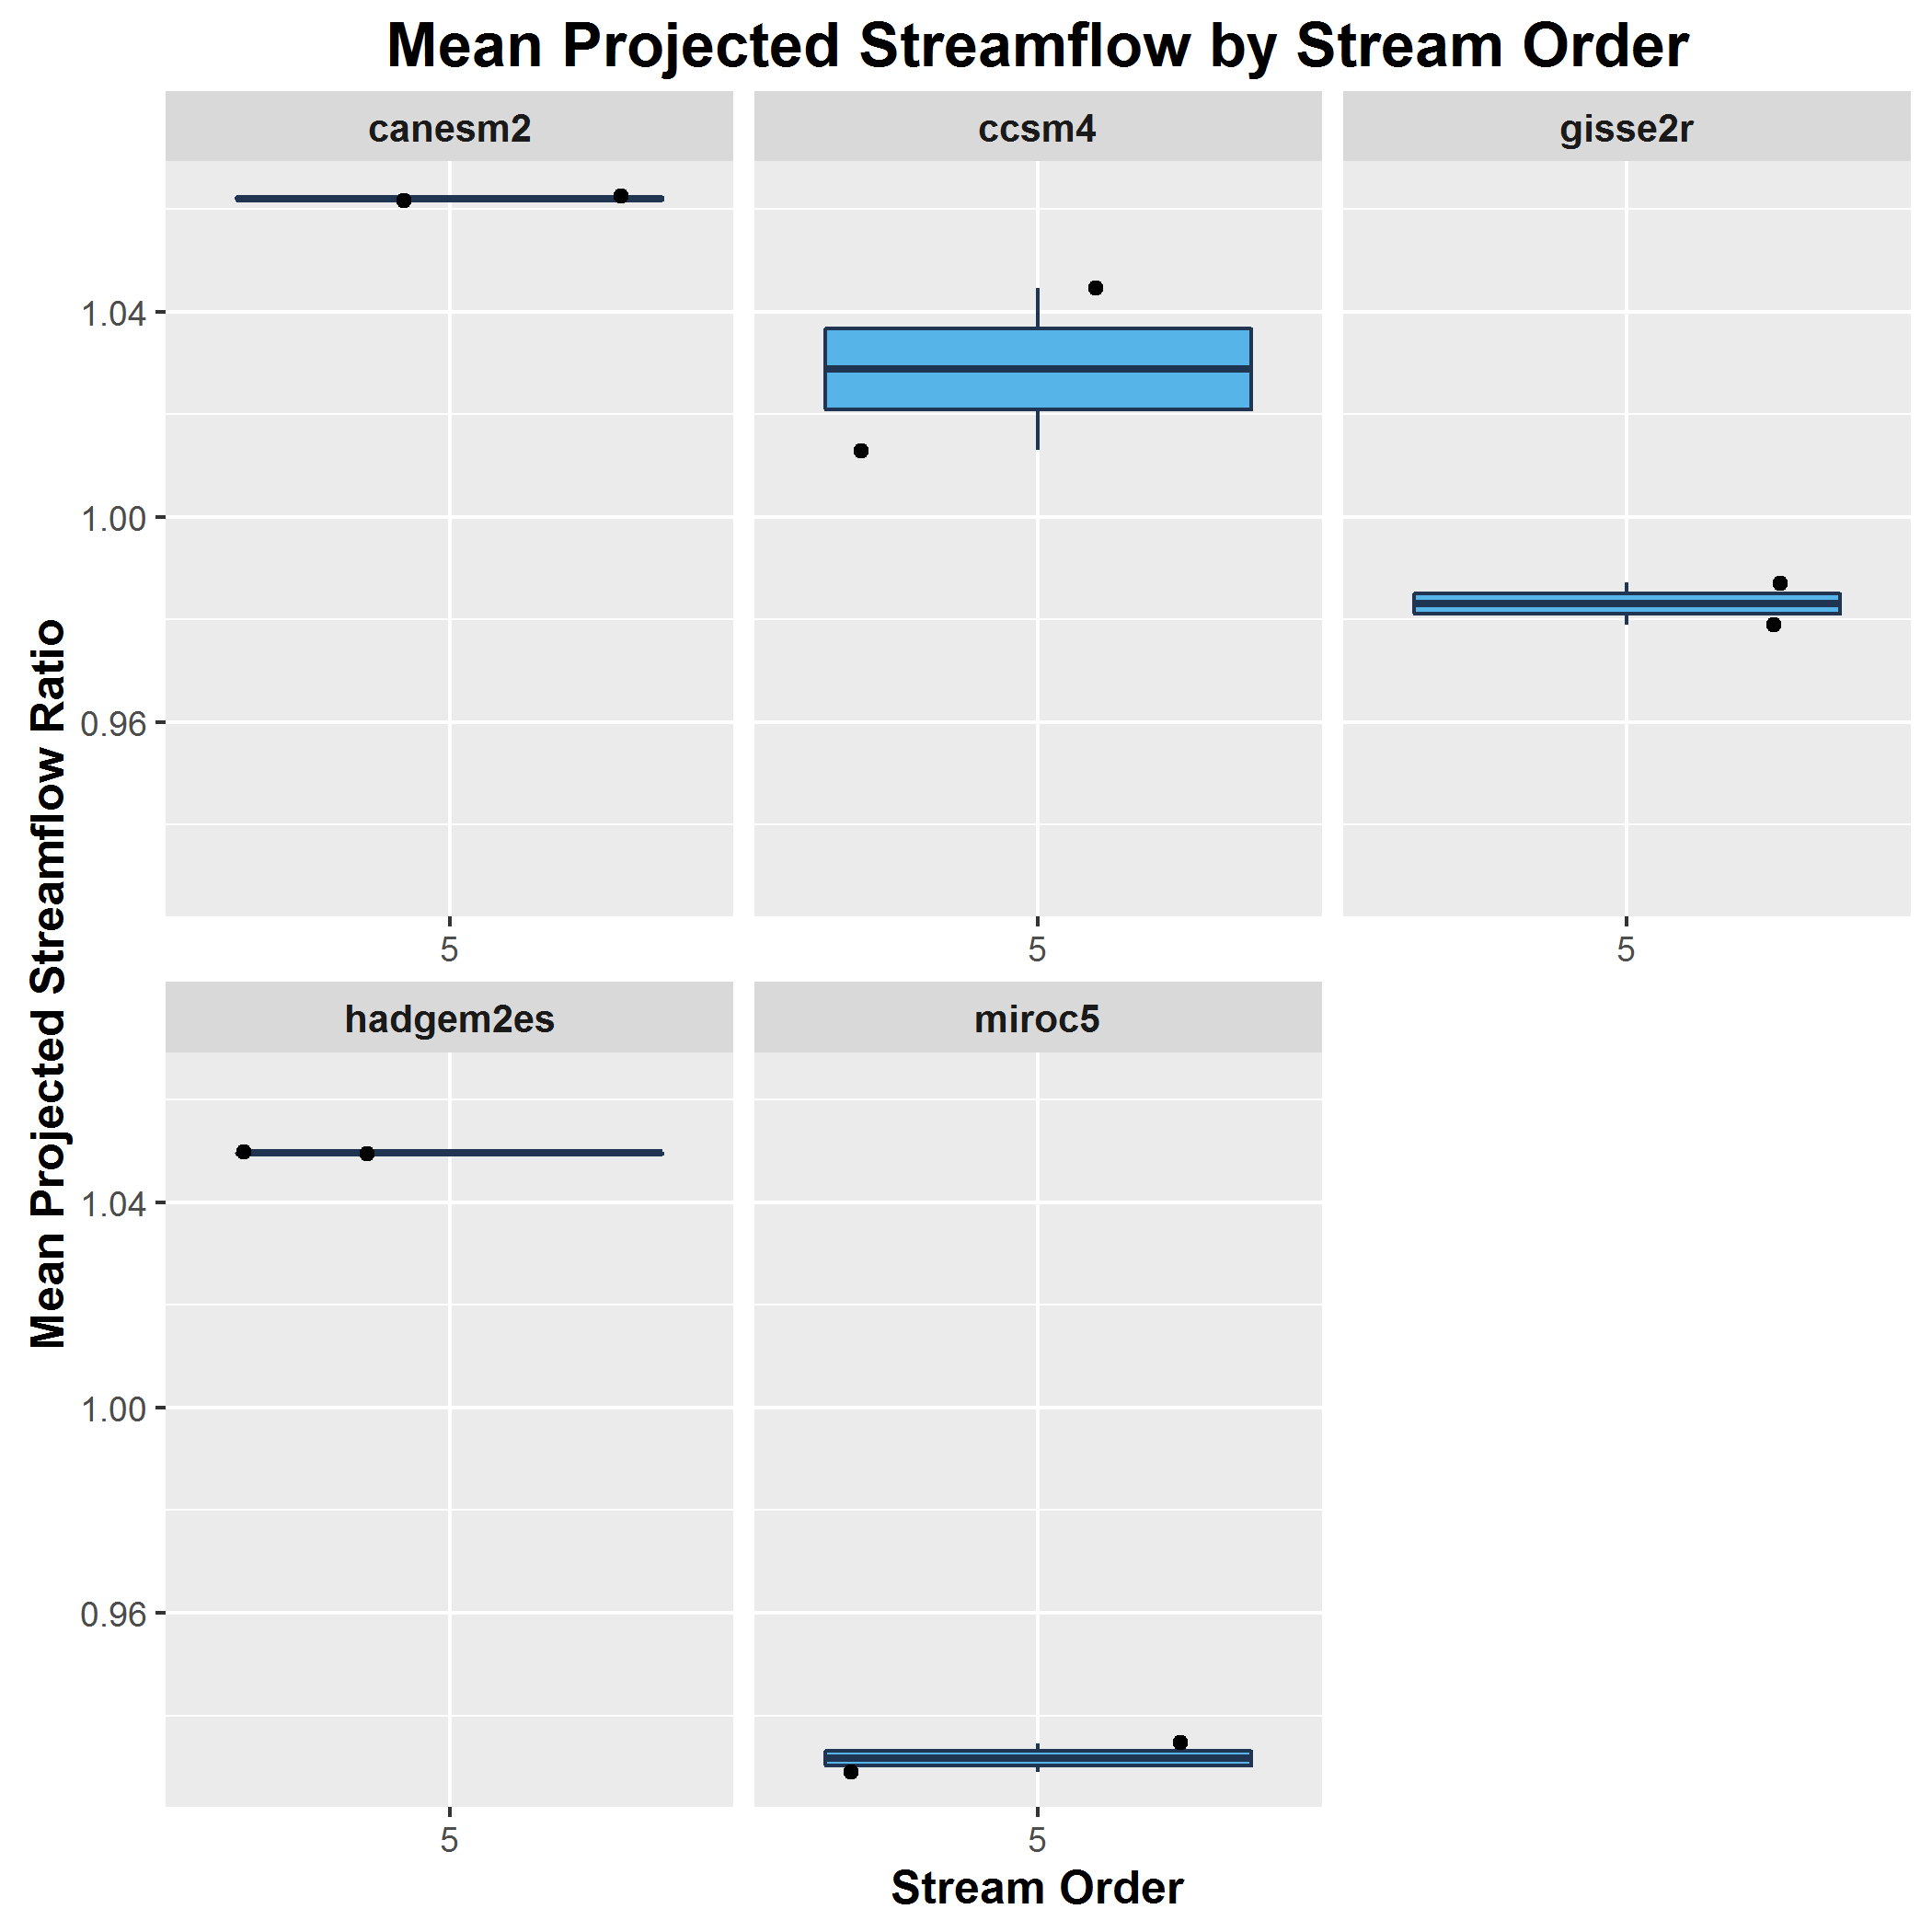 Mean Projected Streamflow by Stream Order
canesm2
ccsm4
gisse2r
1.04
1.00
0.96
5
5
5
Mean Projected Streamflow Ratio
hadgem2es
miroc5
1.04
1.00
0.96
5
5
Stream Order